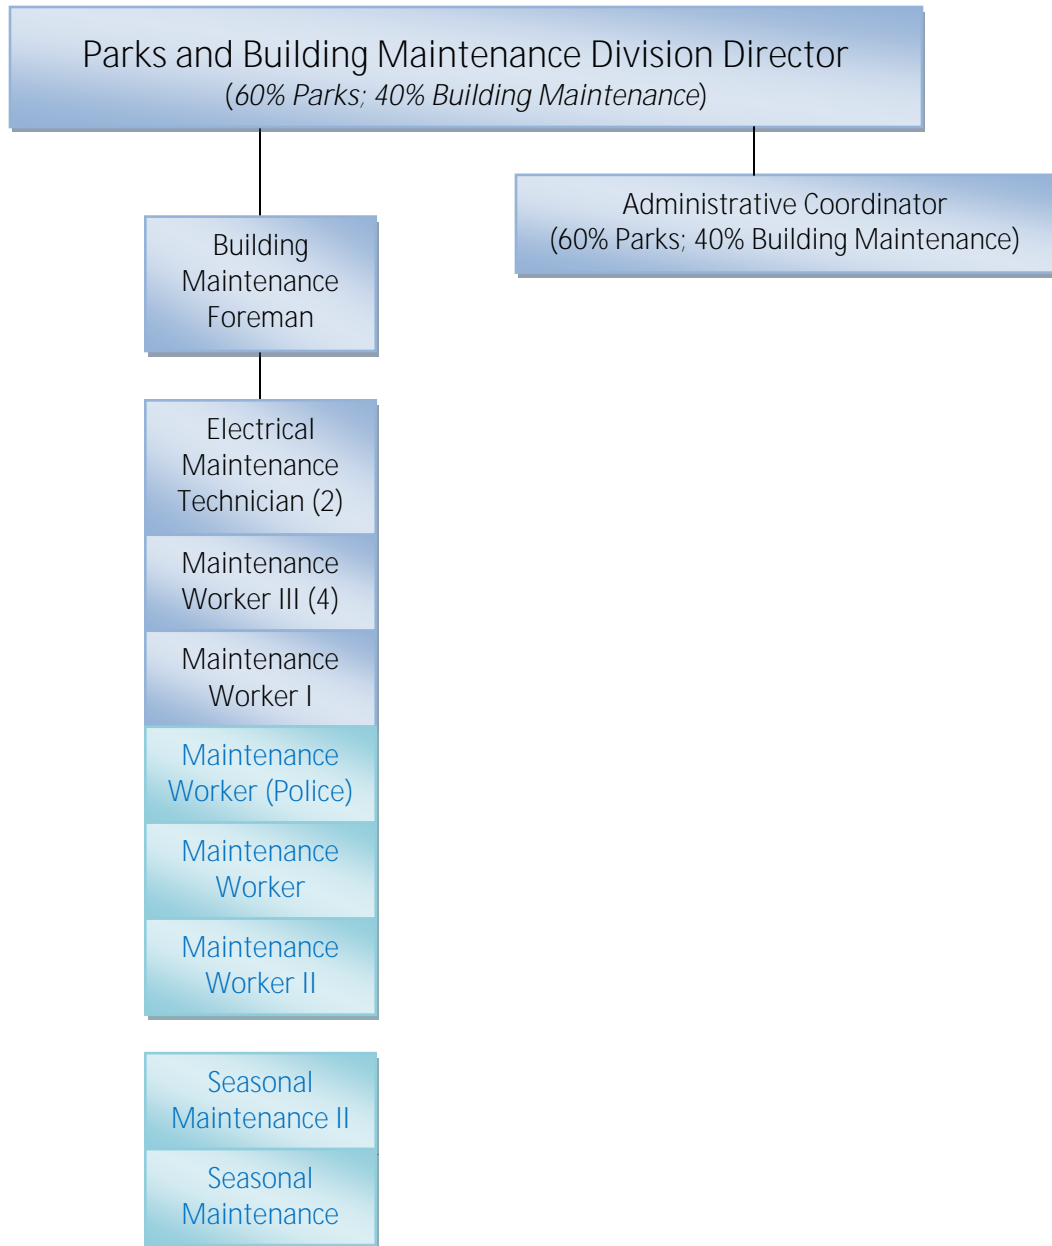 Parks and Building Maintenance Division Director
(60% Parks; 40% Building Maintenance)
Administrative Coordinator
(60% Parks; 40% Building Maintenance)
Building
Maintenance
Foreman
Electrical
Maintenance
Technician (2)
Maintenance
Worker III (4)
Maintenance
Worker I
Maintenance
Worker (Police)
Maintenance
Worker
Maintenance
Worker II
Seasonal
Maintenance II
Seasonal
Maintenance